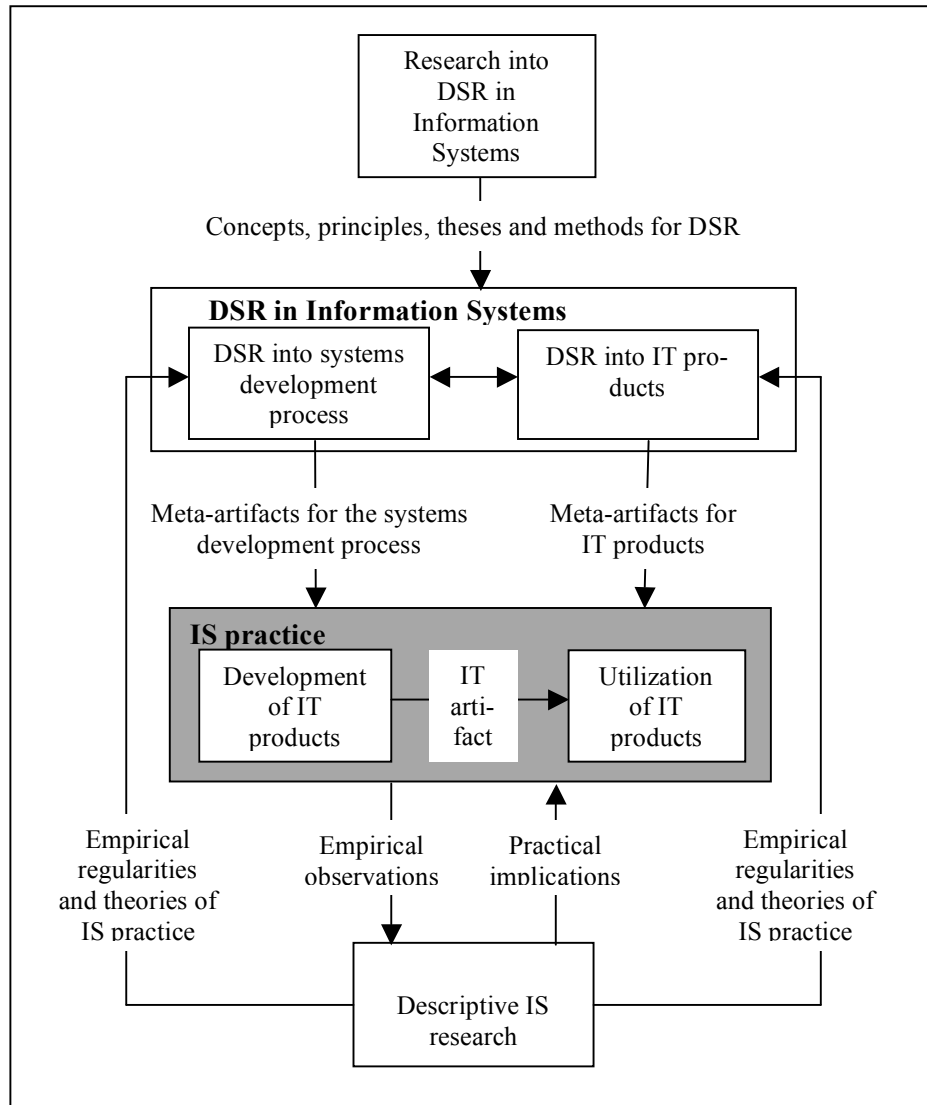 Research into
DSR in
Information
Systems
Concepts, principles, theses and methods for DSR
DSR in Information Systems
DSR into systems
development
process
DSR into IT pro-
ducts
Meta-artifacts for the systems
development process
Meta-artifacts for
IT products
IS practice
Development
of IT
products
IT
arti-
fact
Utilization
of IT
products
Empirical
regularities
and theories of
IS practice
Empirical
observations
Practical
implications
Empirical
regularities
and theories of
IS practice
Descriptive IS
research